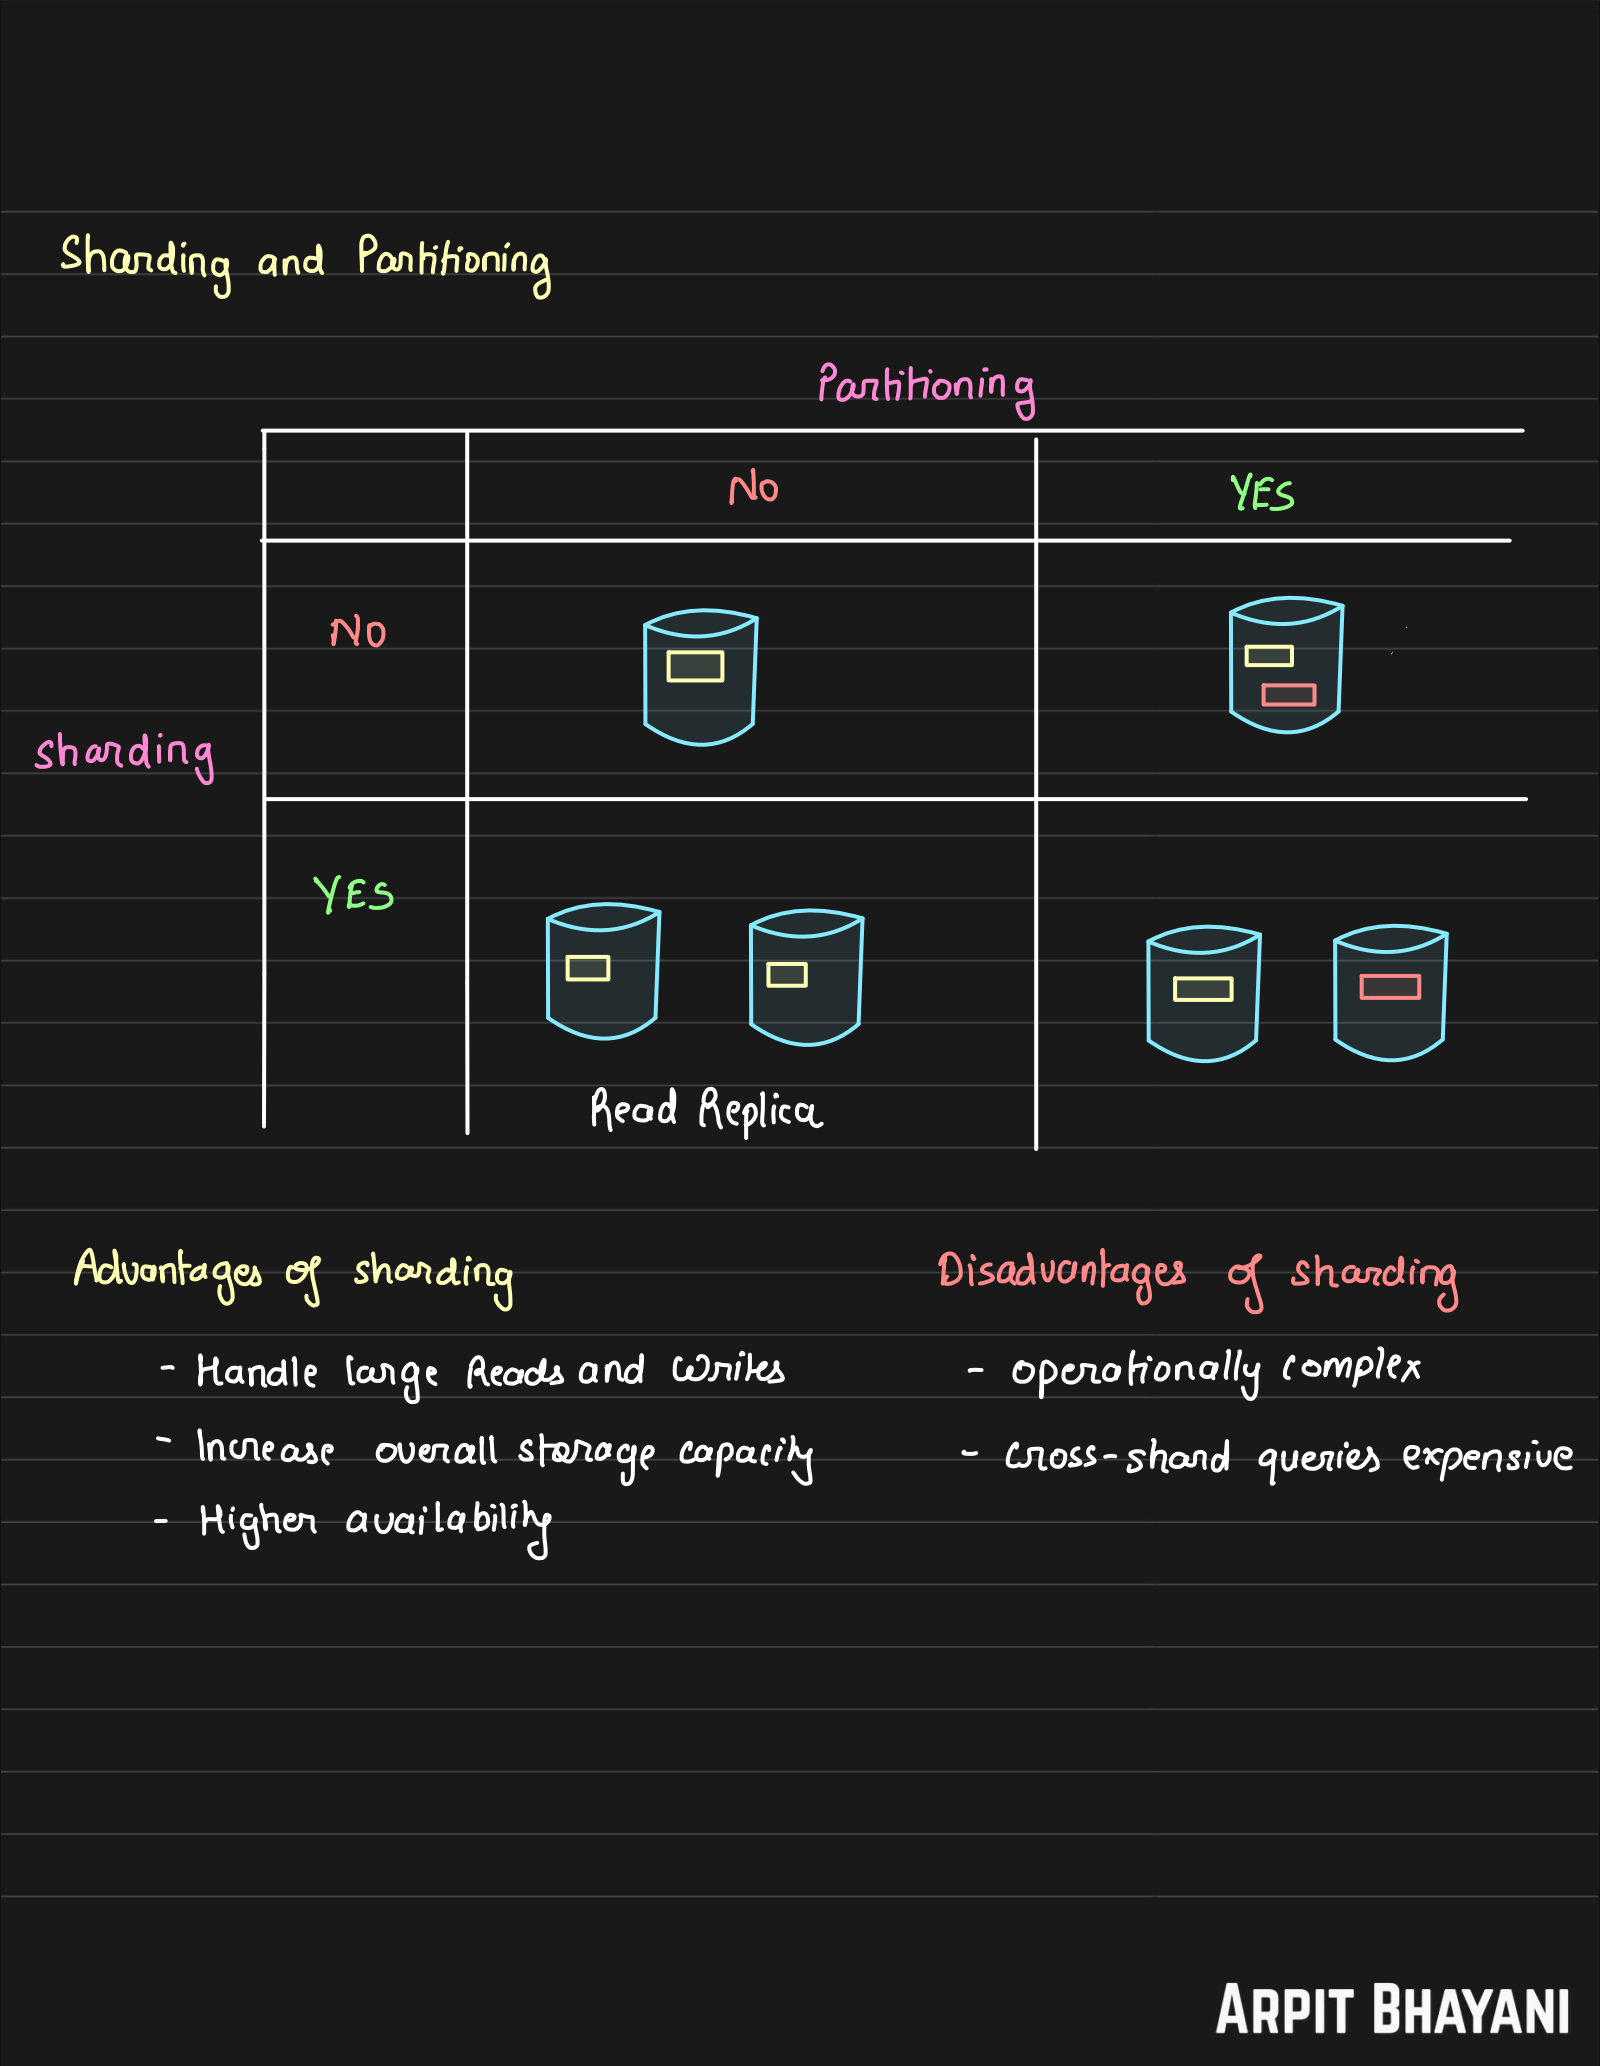 Sharding and Partitioning
Partitioning
NO YES
NO
sharding
YES
Read Replica
Advantages of sharding
- Handle large Reads and Writes
- Increase overall storage capacity
- Higher availability
Disadvantages of sharding
- operationally complex
- cross-shard queries expensive
ARPIT BHAYANI